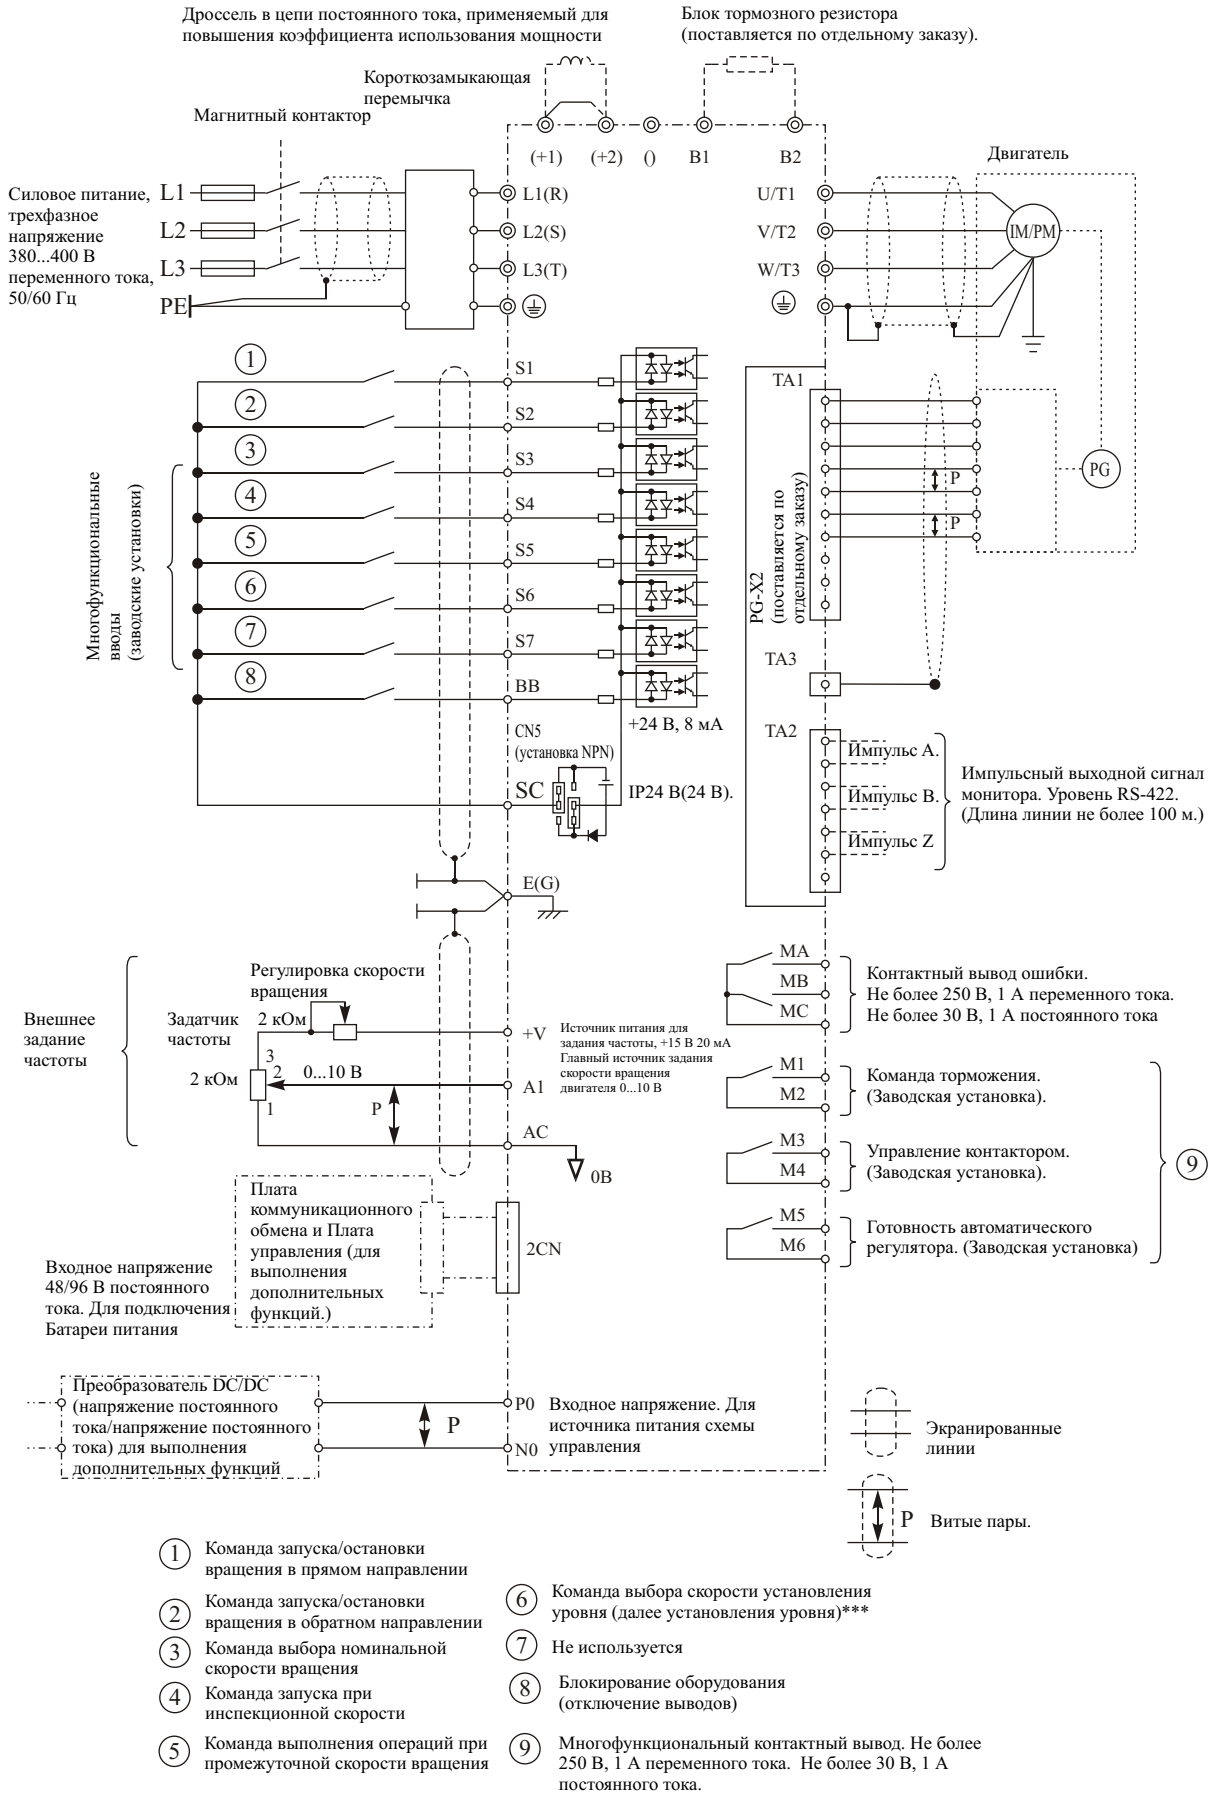 Дроссель в цепи постоянного тока, применяемый для
повышения коэффициента использования мощности
Блок тормозного резистора
(поставляется по отдельному заказу).
Короткозамыкающая
перемычка
Магнитный контактор
(+1)
(+2)
()
B1
B2
Двигатель
Силовое питание,
трехфазное
напряжение
380...400 В
переменного тока,
50/60 Гц
L1
L2
L3
PE
L1(R)
L2(S)
L3(T)
U/T1
V/T2
W/T3
IM/PM
1
2
3
4
5
6
7
8
Многофункциональные
вводы
(заводские установки)
S1
S2
S3
S4
S5
S6
S7
BB
CN5
(установка NPN)
SC
+24 В, 8 мА
IP24 В(24 В).
E(G)
TA1
PG-X2
(поставляется по
отдельному заказу)
P
P
PG
TA3
TA2
Импульс A.
Импульс B.
Импульс Z
Импульсный выходной сигнал
монитора. Уровень RS-422.
(Длина линии не более 100 м.)
Внешнее
задание
частоты
Задатчик
частоты
Регулировка скорости
вращения
2 кОм
2 кОм
3
2
1
0...10 В
P
+V
A1
AC
0В
Источник питания для
задания частоты, +15 В 20 мА
Главный источник задания
скорости вращения
двигателя 0...10 В
MA
MB
MC
Контактный вывод ошибки.
Не более 250 В, 1 А переменного тока.
Не более 30 В, 1 А постоянного тока
M1
M2
Команда торможения.
(Заводская установка).
M3
M4
Управление контактором.
(Заводская установка).
M5
M6
Готовность автоматического
регулятора. (Заводская установка)
9
Плата
коммуникационного
обмена и Плата
управления (для
выполнения
дополнительных
функций.)
2CN
Входное напряжение
48/96 В постоянного
тока. Для подключения
Батареи питания
Преобразователь DC/DC
(напряжение постоянного
тока/напряжение постоянного
тока) для выполнения
дополнительных функций
P
P0
N0
Входное напряжение. Для
источника питания схемы
управления
Экранированные
линии
P
Витые пары.
1 Команда запуска/остановки
вращения в прямом направлении
2 Команда запуска/остановки
вращения в обратном направлении
3 Команда выбора номинальной
скорости вращения
4 Команда запуска при
инспекционной скорости
5 Команда выполнения операций при
промежуточной скорости вращения
6 Команда выбора скорости установления
уровня (далее установления уровня)***
7 Не используется
8 Блокирование оборудования
(отключение выводов)
9 Многофункциональный контактный вывод. Не более
250 В, 1 А переменного тока. Не более 30 В, 1 А
постоянного тока.